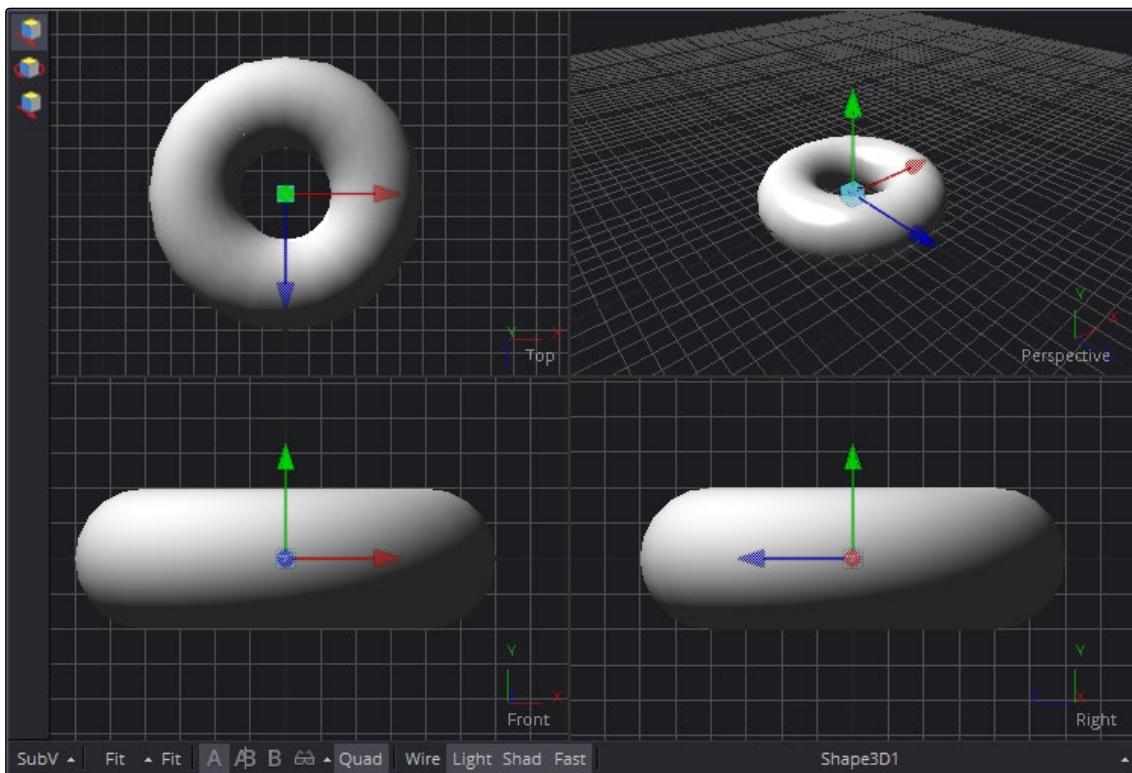 Y X
Top
Y
X
Perspective
Y
X
Front
Y
X
Right
SubV Fit Fit A AB B Quad Wire Light Shad Fast Shape3D1